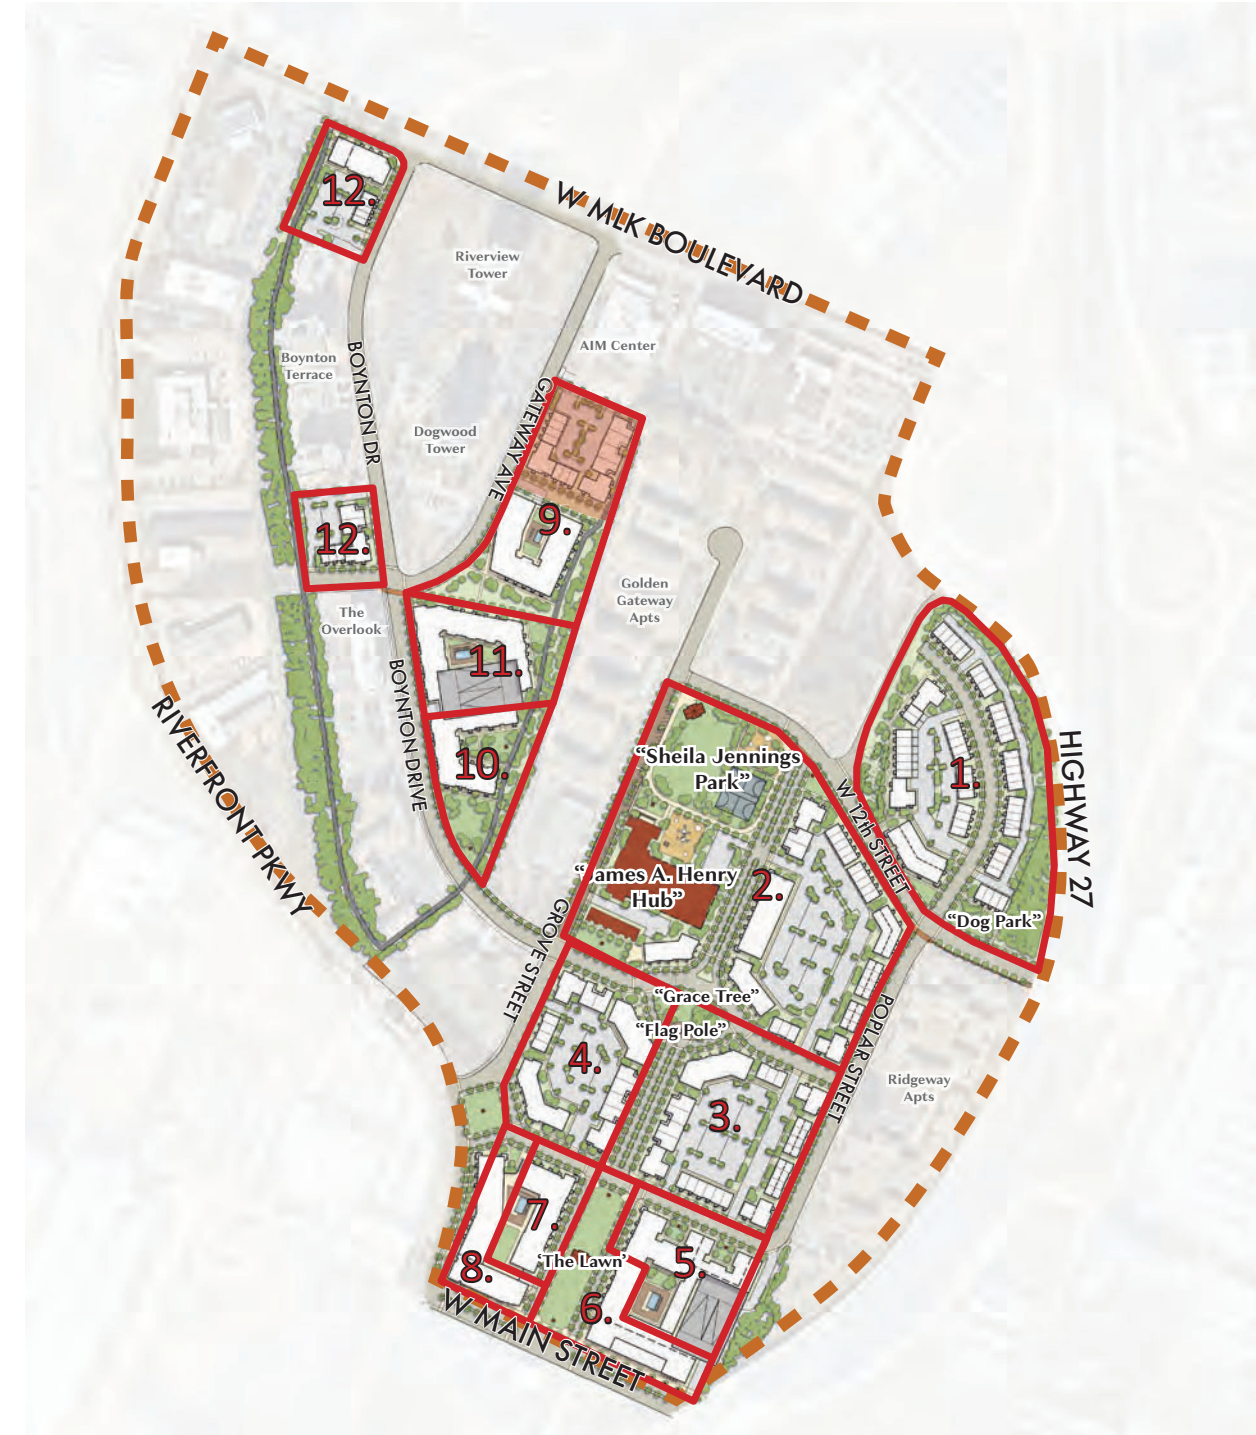 W MLK BOULEVARD
12.
Riverview
Tower
AIM Center
Boynton
Terrace
BOYNTON DR
GATEWAY AVE
Dogwood
Tower
9.
12.
Golden
Gateway
Apts
The
Overlook
11.
BOYNTON DRIVE
10.
RIVERFRONT PKWY
"Sheila Jennings
Park"
W 12th STREET
1.
HIGHWAY 27
"James A. Henry
Hub"
2.
"Dog Park"
GROVE STREET
"Grace Tree"
"Flag Pole"
POPLAR STREET
4.
3.
Ridgeway
Apts
7.
8.
'The Lawn'
5.
6.
W MAIN STREET